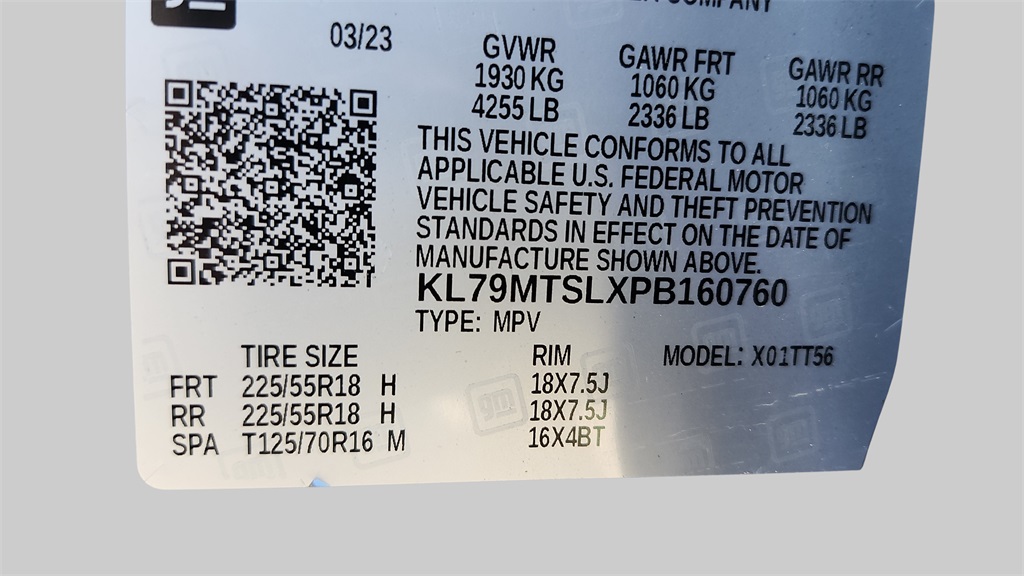 COMPANY
03/23
GVWR GAWR FRT GAWR RR
1930 KG 1060 KG 1060 KG
4255 LB 2336 LB 2336 LB
THIS VEHICLE CONFORMS TO ALL
APPLICABLE U.S. FEDERAL MOTOR
VEHICLE SAFETY AND THEFT PREVENTION
STANDARDS IN EFFECT ON THE DATE OF
MANUFACTURE SHOWN ABOVE.
KL79MTSLXPB160760
TYPE: MPV
TIRE SIZE RIM MODEL: X01TT56
FRT 225/55R18 H 18X7.5J
RR 225/55R18 H 18X7.5J
SPA T125/70R16 M 16X4BT
gm